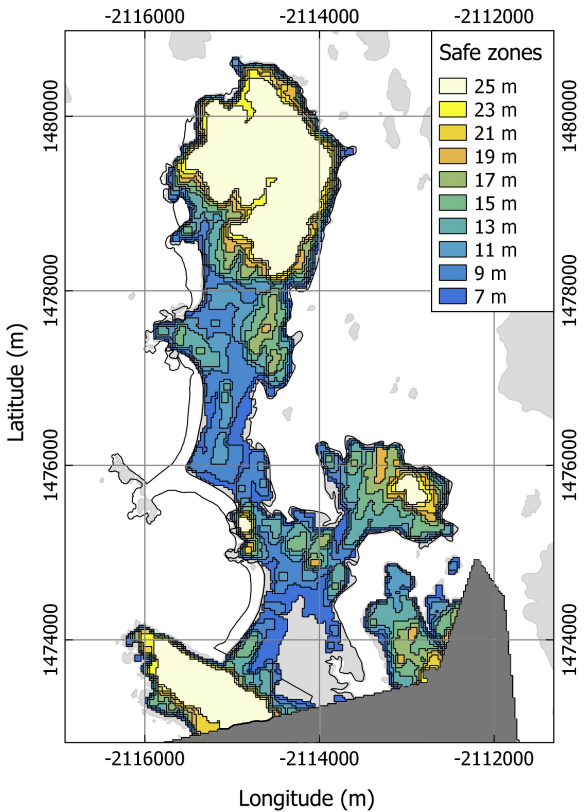 -2116000 -2114000 -2112000
Safe zones
25 m
23 m
21 m
19 m
17 m
15 m
13 m
11 m
9 m
7 m
1480000 1480000
1478000 1478000
1476000 1476000
1474000 1474000
Latitude (m)
-2116000 -2114000 -2112000
Longitude (m)